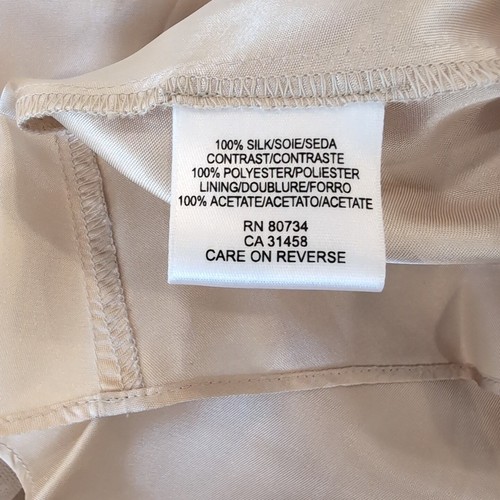 100% SILK/SOIE/SEDA
CONTRAST/CONTRASTE
100% POLYESTER/POLIESTER
LINING/DOUBLURE/FORRO
100% ACETATE/ACETATO/ACETATE
RN 80734
CA 31458
CARE ON REVERSE